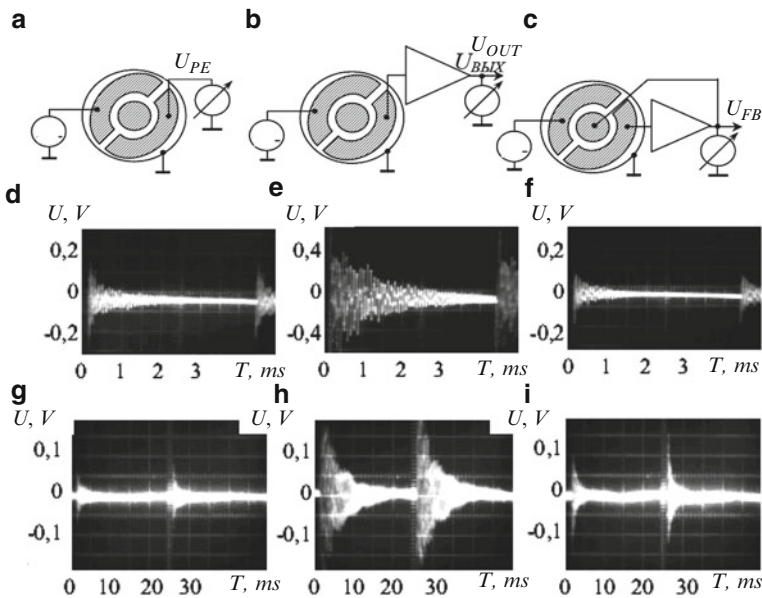 a
b
c
U_PE
U_OUT
U_ВЫХ
U_FB
d
e
f
U, V
U, V
U, V
0,2
0
-0,2
0,4
0
-0,4
0,2
0
-0,2
0 1 2 3 T, ms
0 1 2 3 T, ms
0 1 2 3 T, ms
g
h
i
U, V
U, V
U, V
0,1
0
-0,1
0,1
0
-0,1
0,1
0
-0,1
0 10 20 30 T, ms
0 10 20 30 T, ms
0 10 20 30 T, ms